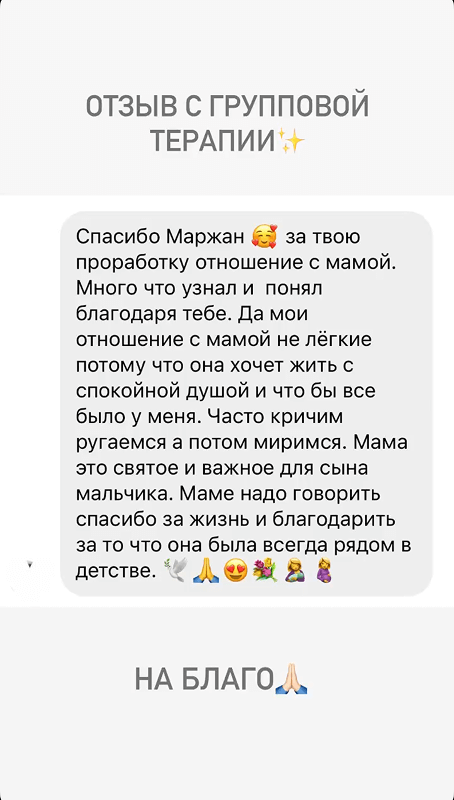 ОТЗЫВ С ГРУППОВОЙ
ТЕРАПИИ✨
Спасибо Маржан 🥰 за твою
проработку отношение с мамой.
Много что узнал и  понял
благодаря тебе. Да мои
отношение с мамой не лёгкие
потому что она хочет жить с
спокойной душой и что бы все
было у меня. Часто кричим
ругаемся а потом миримся. Мама
это святое и важное для сына
мальчика. Маме надо говорить
спасибо за жизнь и благодарить
за то что она была всегда рядом в
детстве. 🕊🙏😍💐🤱🤰
НА БЛАГО🙏🏻